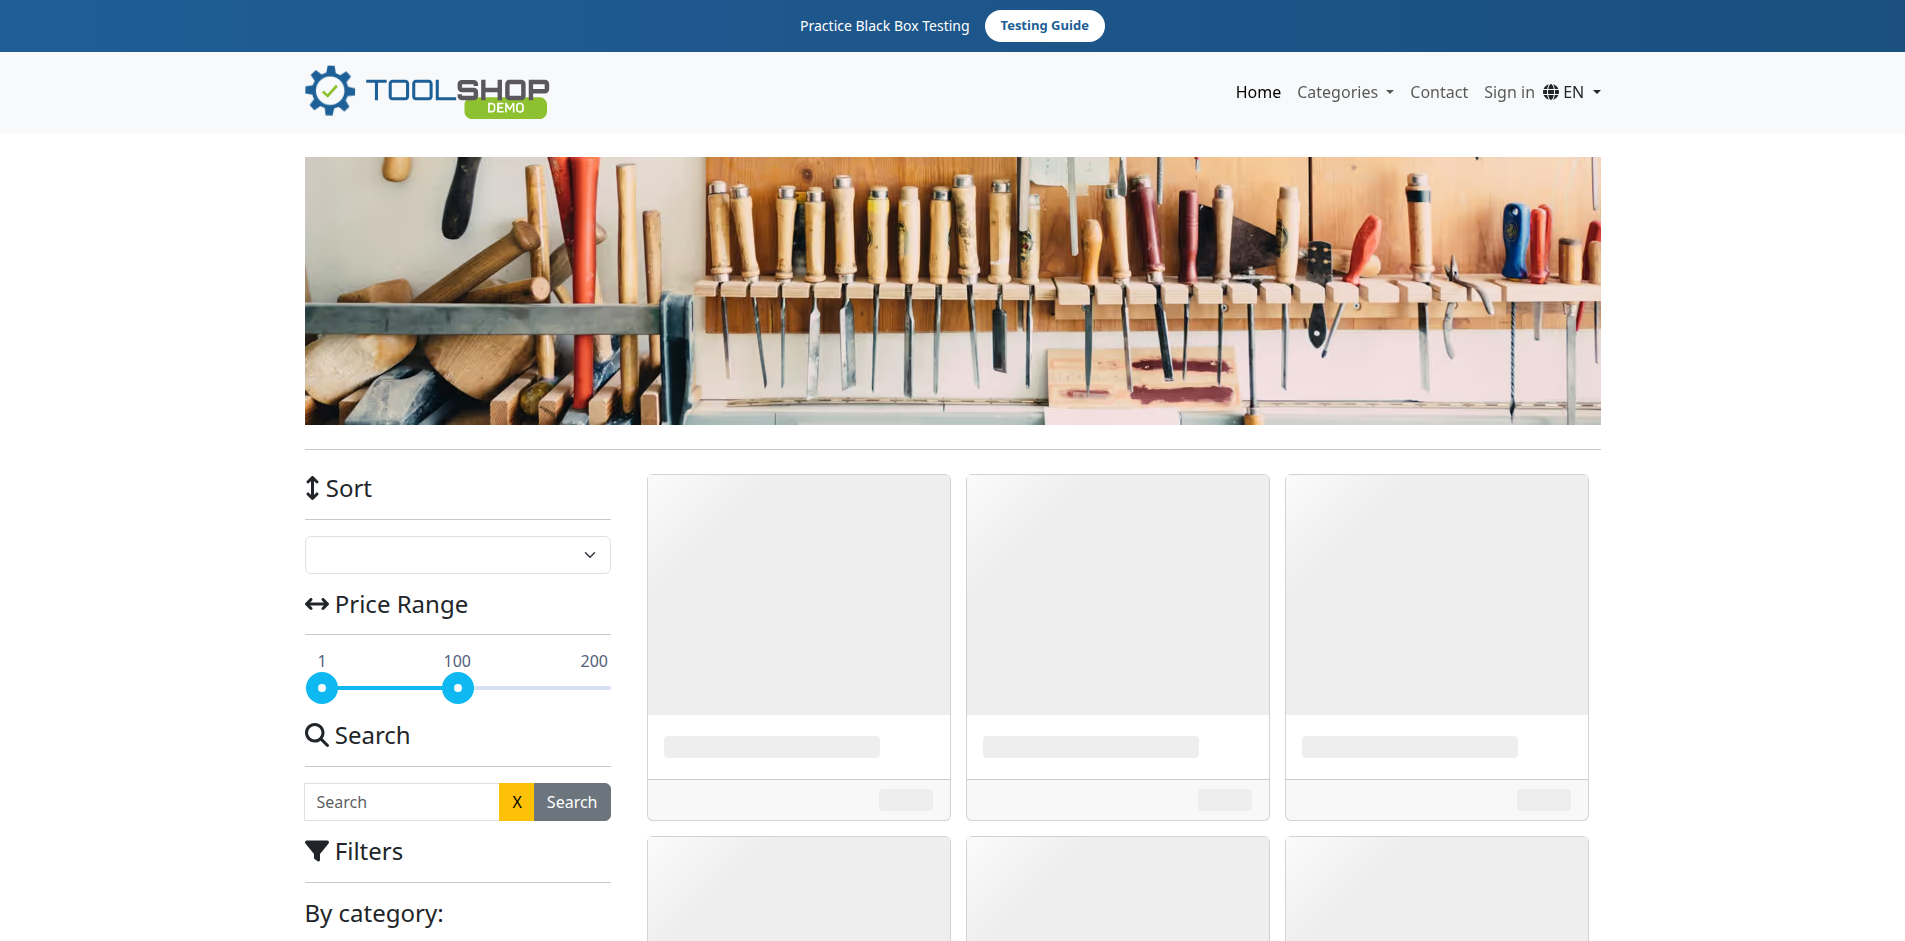 Practice Black Box Testing Testing Guide
TOOLSHOP
DEMO
Home Categories Contact Sign in EN
Sort
Price Range
1 100 200
Search
Search X Search
Filters
By category: